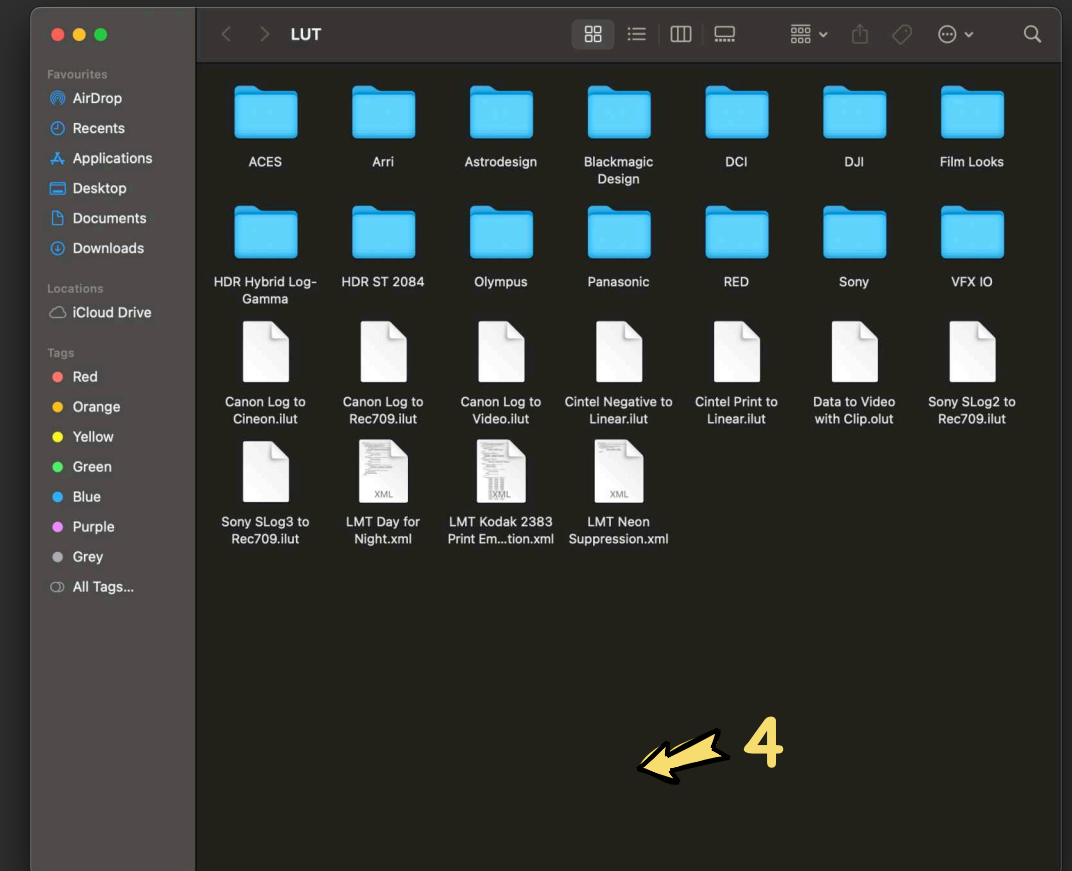 LUT
Favourites
AirDrop
Recents
Applications
Desktop
Documents
Downloads
Locations
iCloud Drive
Tags
Red
Orange
Yellow
Green
Blue
Purple
Grey
All Tags...
ACES
Arri
Astrodesign
Blackmagic
Design
DCI
DJI
Film Looks
HDR Hybrid Log-
Gamma
HDR ST 2084
Olympus
Panasonic
RED
Sony
VFX IO
Canon Log to
Cineon.ilut
Canon Log to
Rec709.ilut
Canon Log to
Video.ilut
Cintel Negative to
Linear.ilut
Cintel Print to
Linear.ilut
Data to Video
with Clip.olut
Sony SLog2 to
Rec709.ilut
Sony SLog3 to
Rec709.ilut
XML
LMT Day for
Night.xml
XML
LMT Kodak 2383
Print Em...tion.xml
XML
LMT Neon
Suppression.xml
4